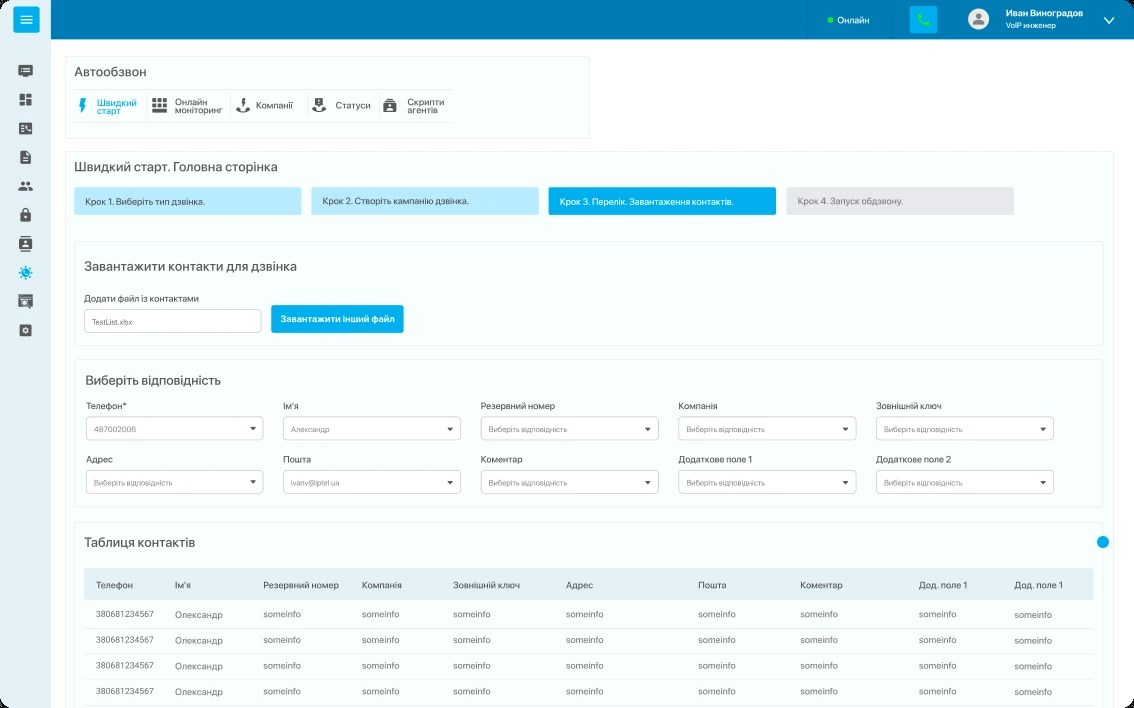 Онлайн
Иван Виноградов
VoIP инженер
Автообзвон
Швидкий старт
Онлайн моніторинг
Компанії
Статуси
Скрипти агентів
Швидкий старт. Головна сторінка
Крок 1. Виберіть тип дзвінка.
Крок 2. Створіть кампанію дзвінка.
Крок 3. Перелік. Завантаження контактів.
Крок 4. Запуск обдзвону.
Завантажити контакти для дзвінка
Додати файл із контактами
TestList.xlsx
Завантажити інший файл
Виберіть відповідність
Телефон* Ім'я Резервний номер Компанія Зовнішній ключ
487002006 Александр Виберіть відповідність Виберіть відповідність Виберіть відповідність
Адрес Пошта Коментар Додаткове поле 1 Додаткове поле 2
Виберіть відповідність ivanv@iptel.ua Виберіть відповідність Виберіть відповідність Виберіть відповідність
Таблиця контактів
Телефон Ім'я Резервний номер Компанія Зовнішній ключ Адрес Пошта Коментар Дод. поле 1 Дод. поле 1
380681234567 Олександр someinfo someinfo someinfo someinfo someinfo someinfo someinfo someinfo
380681234567 Олександр someinfo someinfo someinfo someinfo someinfo someinfo someinfo someinfo
380681234567 Олександр someinfo someinfo someinfo someinfo someinfo someinfo someinfo someinfo
380681234567 Олександр someinfo someinfo someinfo someinfo someinfo someinfo someinfo someinfo